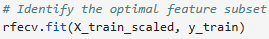 # Identify the optimal feature subset
rfecv.fit(X_train_scaled, y_train)